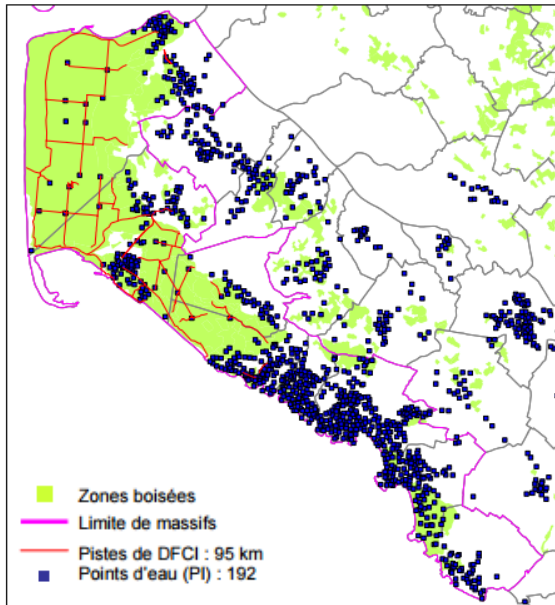 Zones boisées
Limite de massifs
Pistes de DFCI : 95 km
Points d'eau (PI) : 192